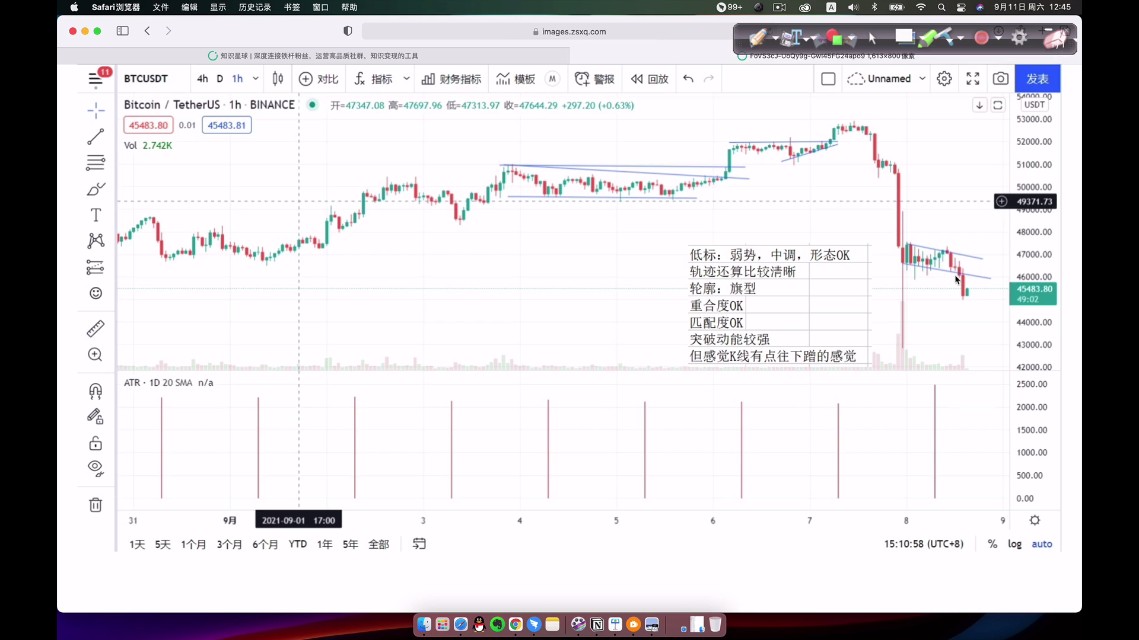 Safari浏览器 文件 编辑 显示 历史记录 书签 窗口 帮助 99+ A 9月11日周六 12:45
images.zsxq.com
知识星球 | 深度连接铁杆粉丝，运营高品质社群，知识变现的工具
11 BTCUSDT 4h D 1h 对比 指标 财务指标 模板 M 警报 回放 Unnamed 发表
Bitcoin / TetherUS · 1h · BINANCE 开=47347.08 高=47697.96 低=47313.97 收=47644.29 +297.20 (+0.63%) USDT
45483.80 0.01 45483.81
Vol 2.742K
54000.00
53000.00
52000.00
51000.00
50000.00
49371.73
49000.00
48000.00
47000.00
46000.00
45483.80
49:02
44000.00
43000.00
42000.00
低标：弱势，中调，形态OK
轨迹还算比较清晰
轮廓：旗型
重合度OK
匹配度OK
突破动能较强
但感觉K线有点往下蹭的感觉
ATR · 1D 20 SMA n/a
2500.00
2000.00
1500.00
1000.00
500.00
0.00
31 9月 2021-09-01 17:00 3 4 5 6 7 8 9
1天 5天 1个月 3个月 6个月 YTD 1年 5年 全部 15:10:58 (UTC+8) % log auto